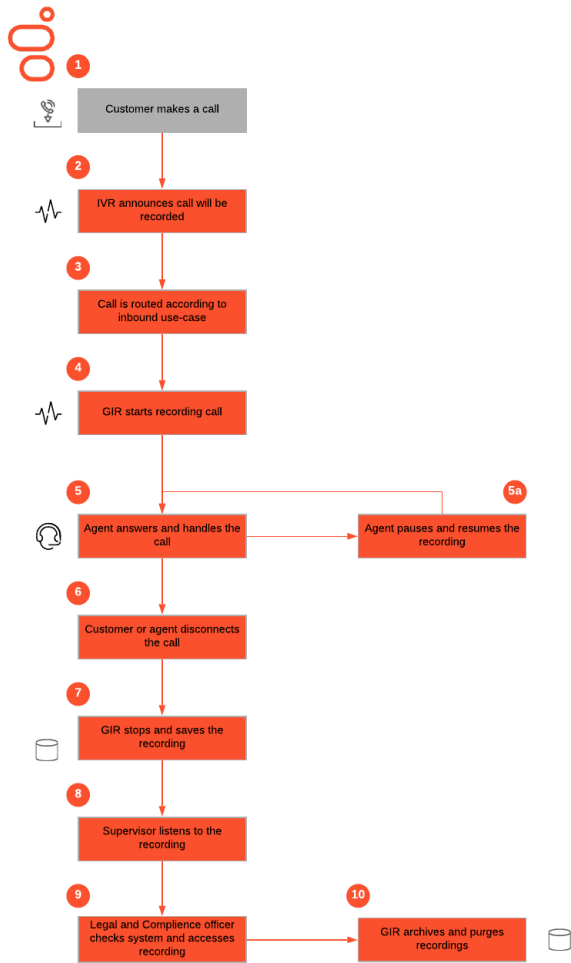 1
Customer makes a call
2
IVR announces call will be
recorded
3
Call is routed according to
inbound use-case
4
GIR starts recording call
5
Agent answers and handles the
call
5a
Agent pauses and resumes the
recording
6
Customer or agent disconnects
the call
7
GIR stops and saves the
recording
8
Supervisor listens to the
recording
9
Legal and Complience officer
checks system and accesses
recording
10
GIR archives and purges
recordings